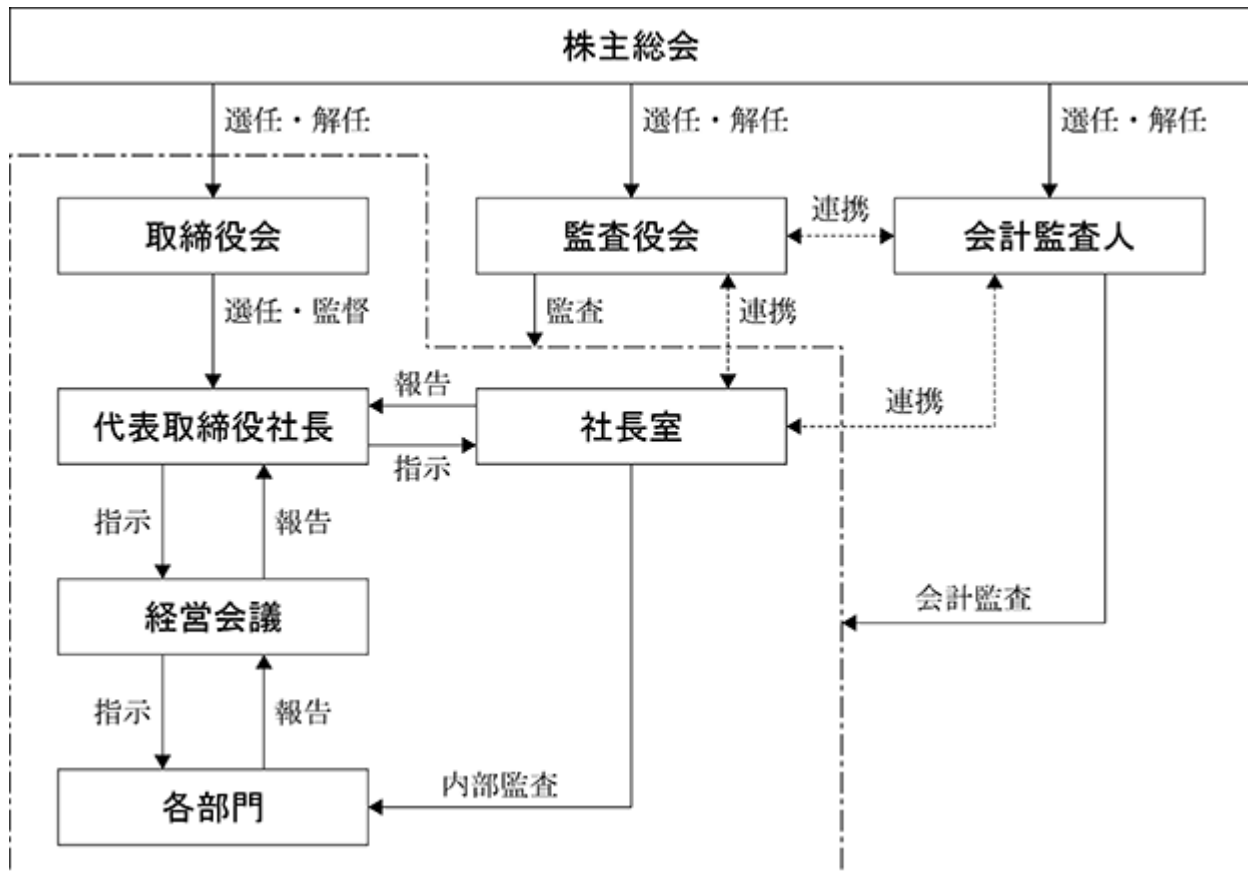 株主総会
選任・解任
選任・解任
選任・解任
取締役会
監査役会
連携
会計監査人
選任・監督
監査
連携
代表取締役社長
報告
指示
社長室
連携
指示
報告
経営会議
会計監査
指示
報告
各部門
内部監査